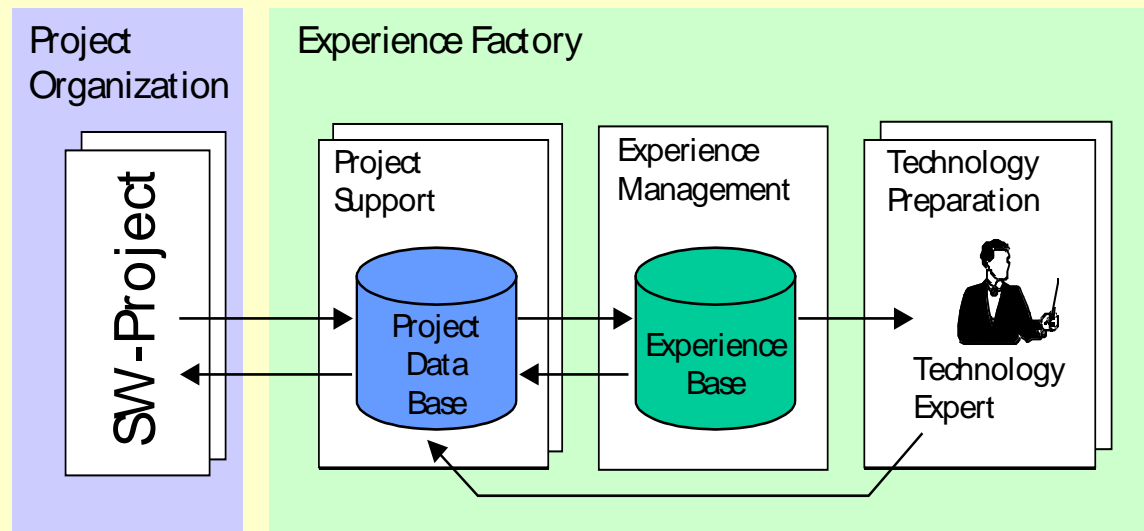 Project
Organization
Experience Factory
SW-Project
Project
Support
Project
Data
Base
Experience
Management
Experience
Base
Technology
Preparation
Technology
Expert